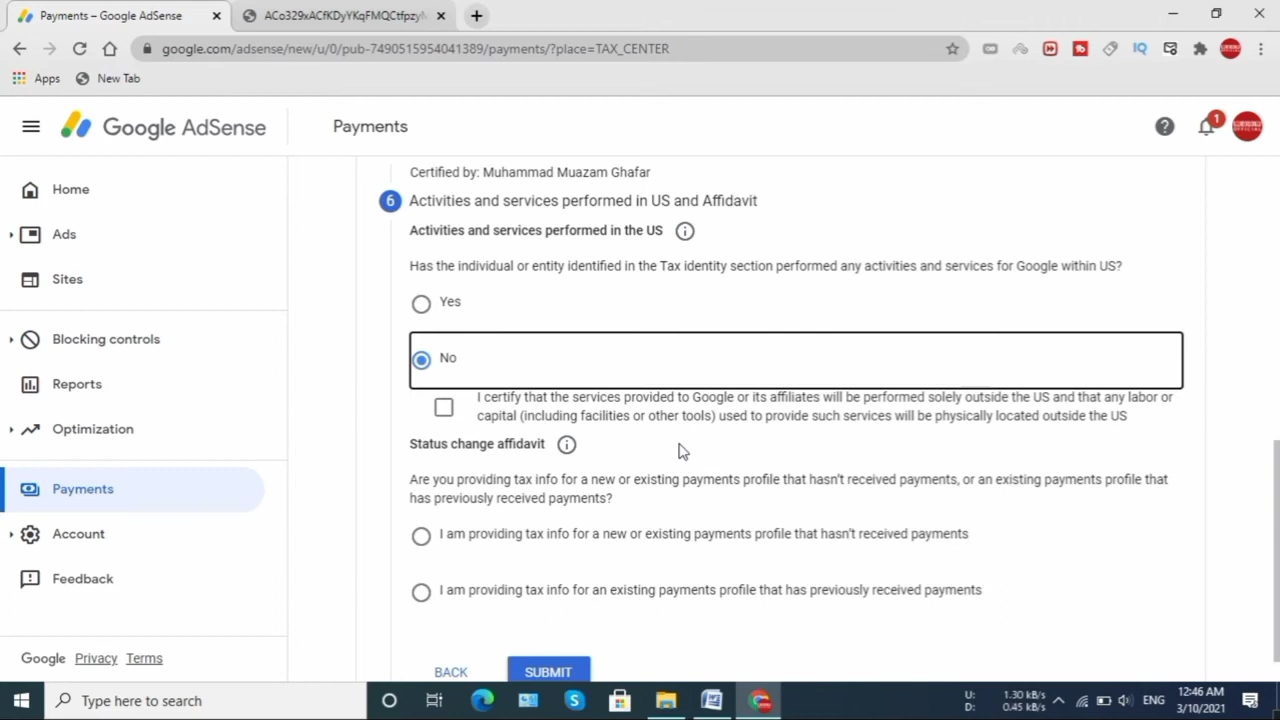 Payments – Google AdSense
ACo329xACfKDyYKqFMQCtfpzy
google.com/adsense/new/u/0/pub-7490515954041389/payments/?place=TAX_CENTER
IQ
Apps
New Tab
Google AdSense
Payments
1
Home
Ads
Sites
Blocking controls
Reports
Optimization
Payments
Account
Feedback
Google Privacy Terms
Certified by: Muhammad Muazam Ghafar
6 Activities and services performed in US and Affidavit
Activities and services performed in the US
Has the individual or entity identified in the Tax identity section performed any activities and services for Google within US?
Yes
No
I certify that the services provided to Google or its affiliates will be performed solely outside the US and that any labor or
capital (including facilities or other tools) used to provide such services will be physically located outside the US
Status change affidavit
Are you providing tax info for a new or existing payments profile that hasn't received payments, or an existing payments profile that
has previously received payments?
I am providing tax info for a new or existing payments profile that hasn't received payments
I am providing tax info for an existing payments profile that has previously received payments
BACK
SUBMIT
Type here to search
U: 1.30 kB/s
D: 0.45 kB/s
ENG
12:46 AM
3/10/2021